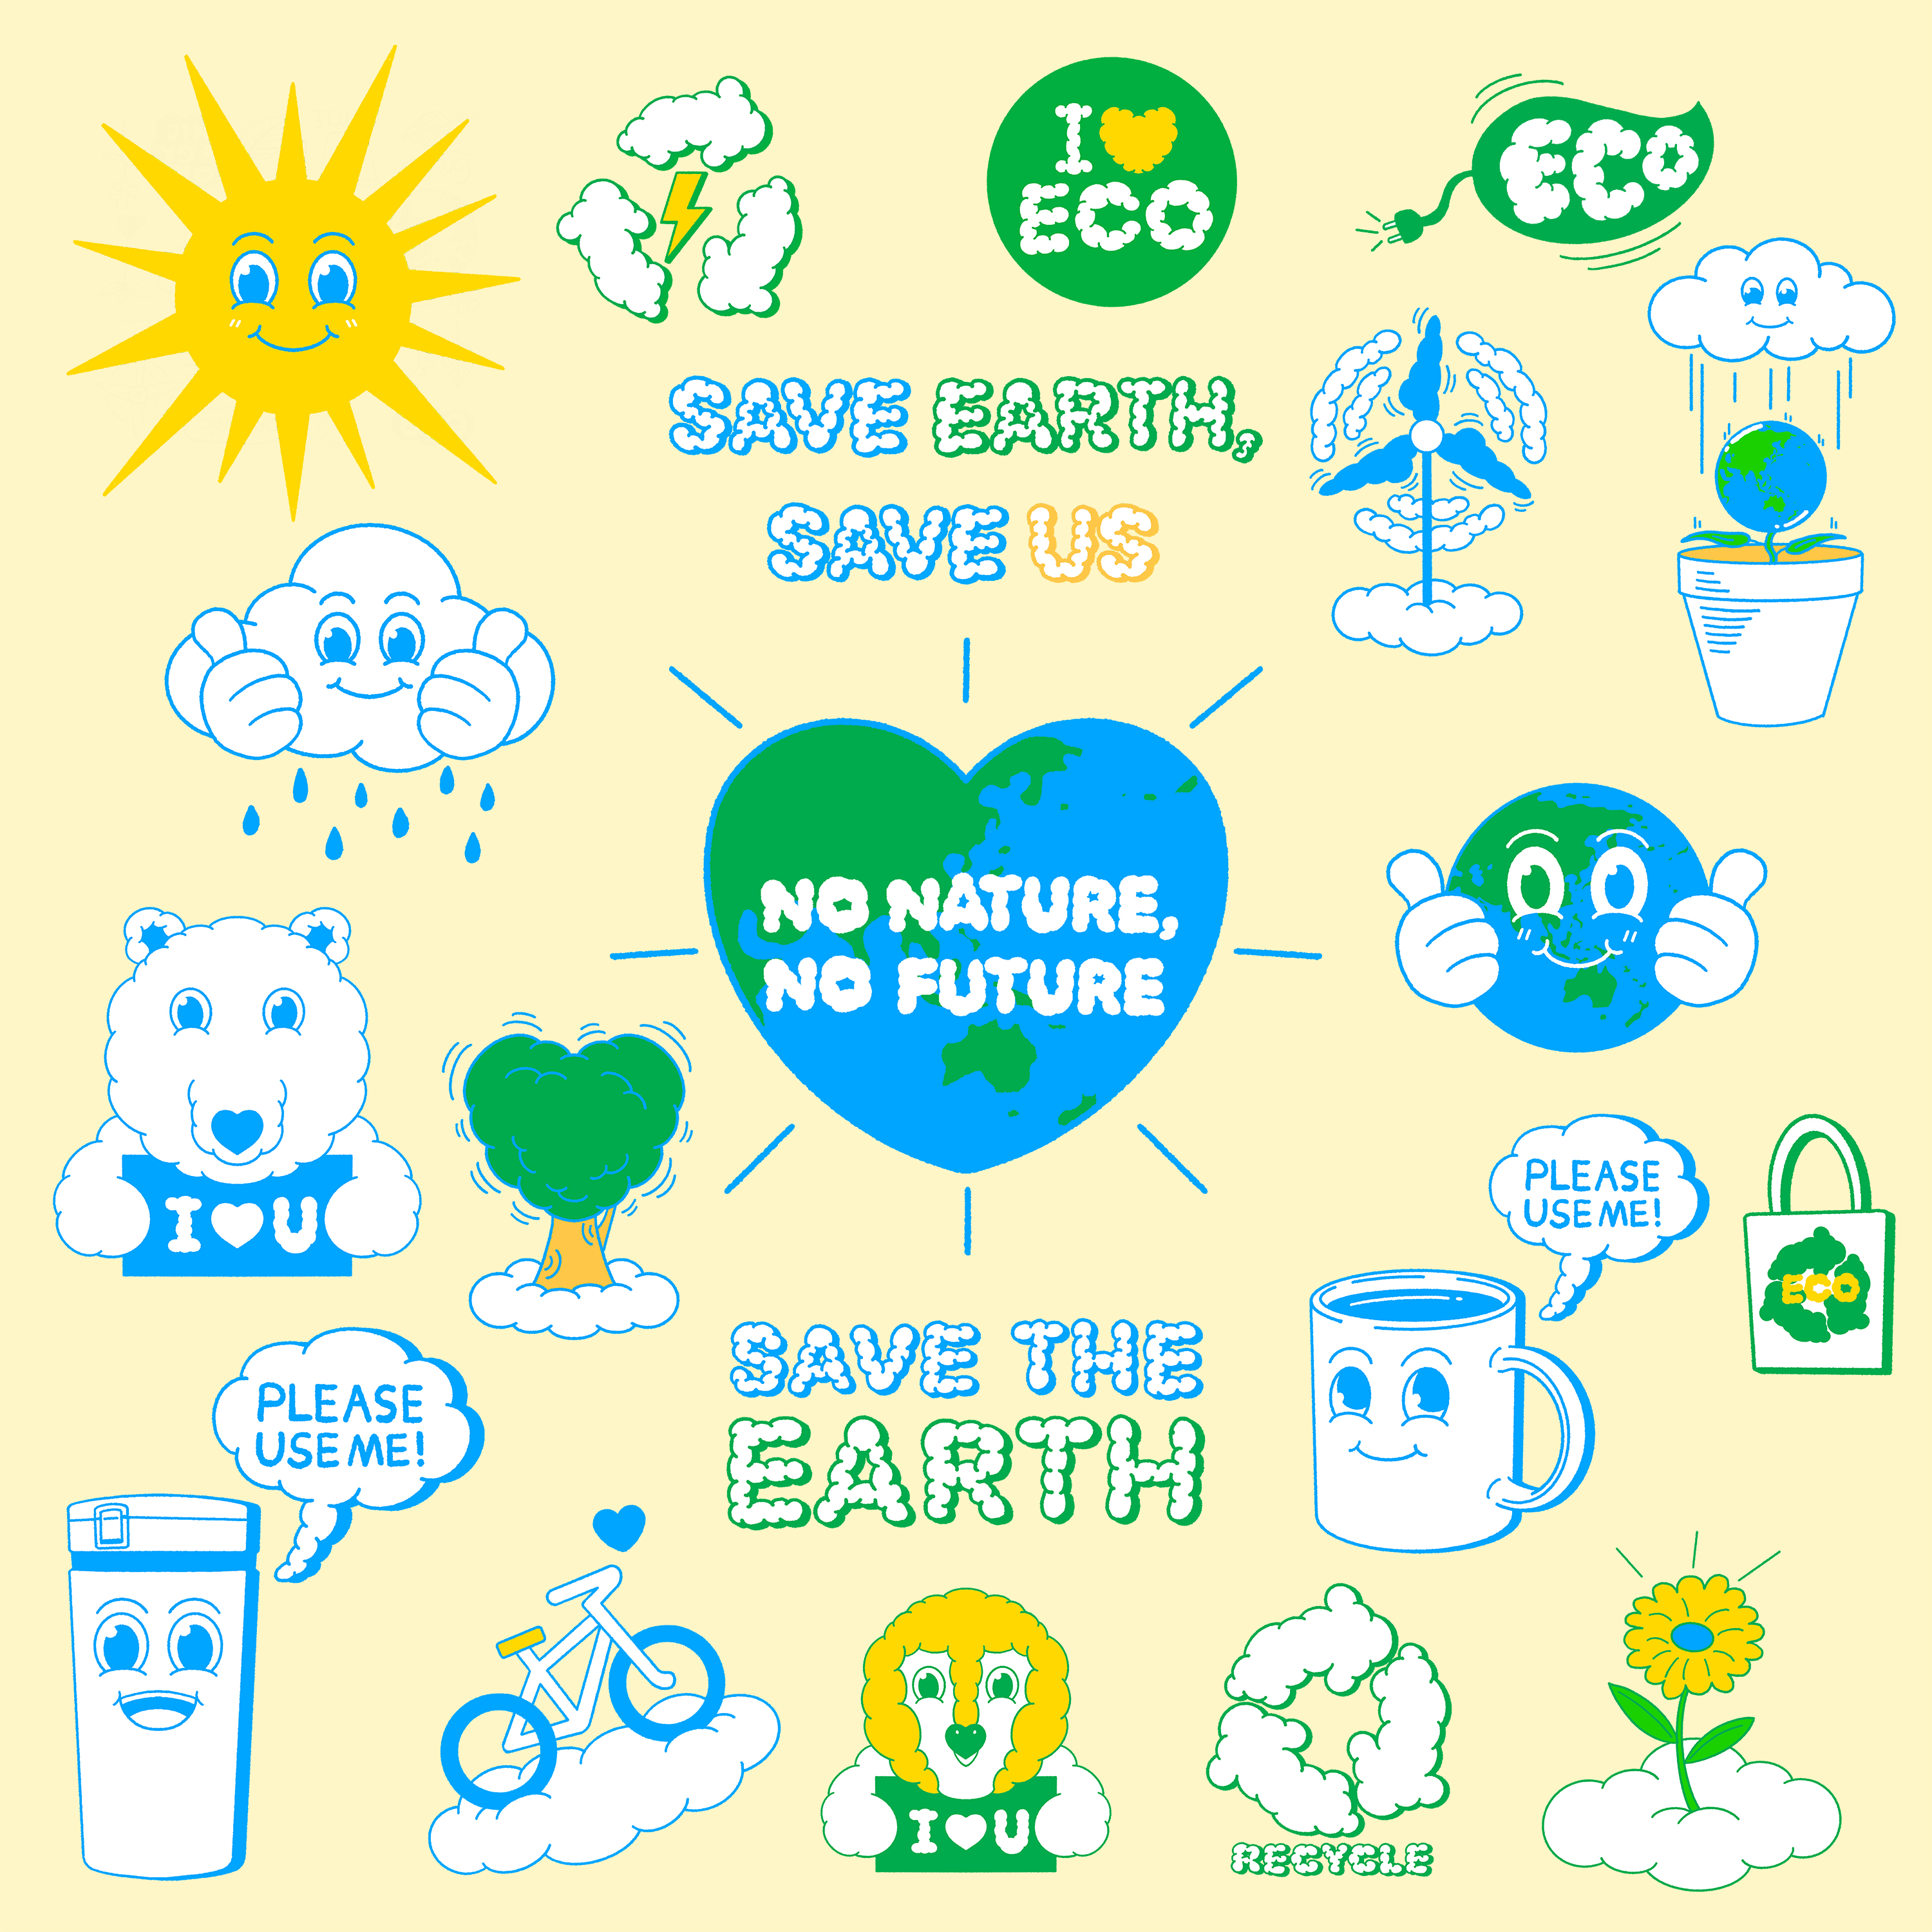 I
ECO
ECO
SAVE EARTH,
SAVE US
NO NATURE,
NO FUTURE
I U
PLEASE
USE ME!
ECO
SAVE THE
EARTH
PLEASE
USE ME!
I U
RECYCLE